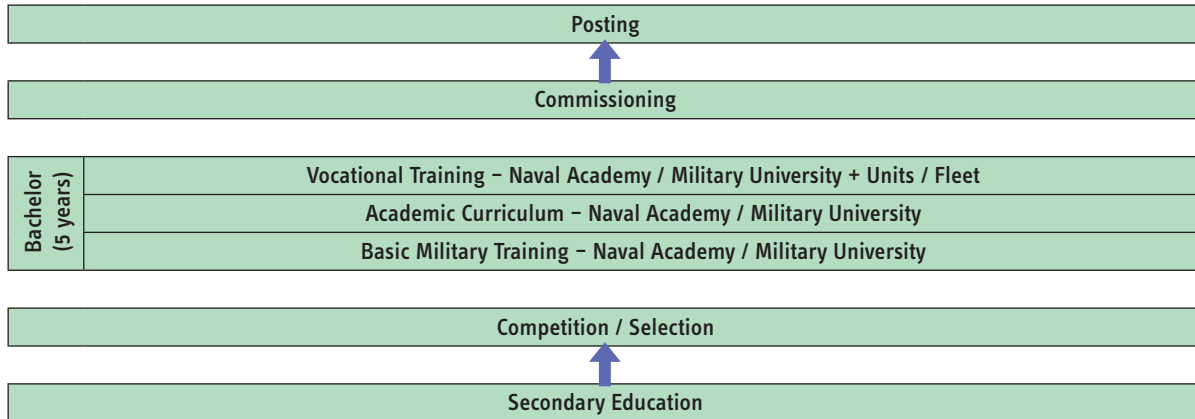 Posting
Commissioning
Bachelor
(5 years)
Vocational Training – Naval Academy / Military University + Units / Fleet
Academic Curriculum – Naval Academy / Military University
Basic Military Training – Naval Academy / Military University
Competition / Selection
Secondary Education